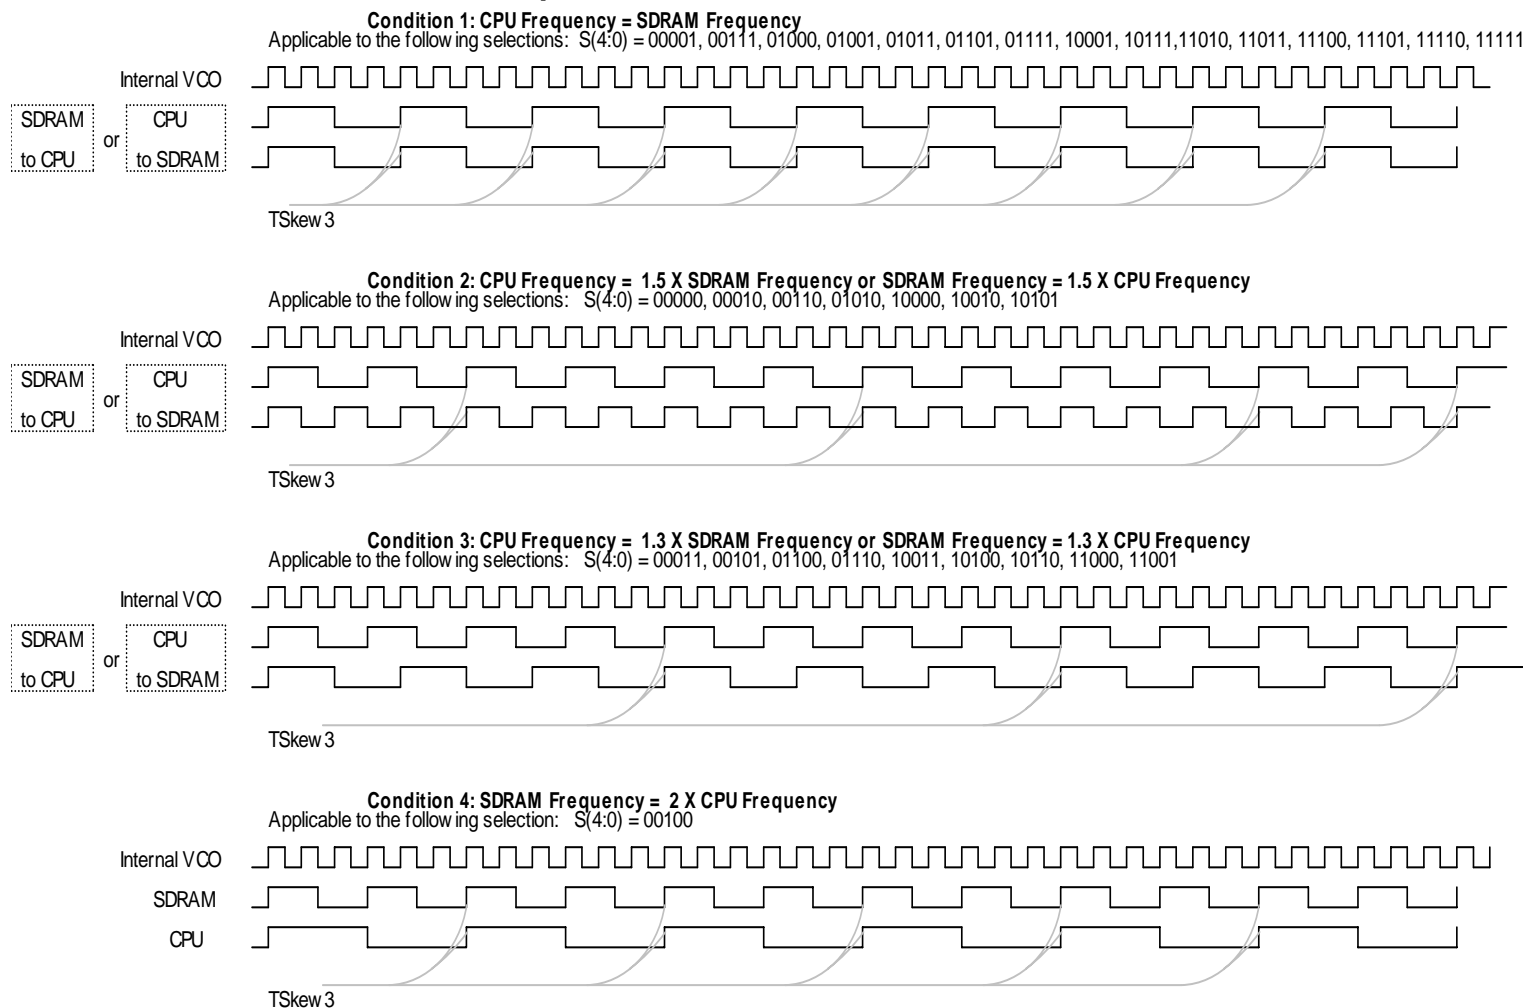 Condition 1: CPU Frequency = SDRAM Frequency
Applicable to the following selections: S(4:0) = 00001, 00111, 01000, 01001, 01011, 01101, 01111, 10001, 10111,11010, 11011, 11100, 11101, 11110, 11111
Internal VCO
SDRAM
to CPU
or
CPU
to SDRAM
TSkew 3
Condition 2: CPU Frequency = 1.5 X SDRAM Frequency or SDRAM Frequency = 1.5 X CPU Frequency
Applicable to the following selections: S(4:0) = 00000, 00010, 00110, 01010, 10000, 10010, 10101
Internal VCO
SDRAM
to CPU
or
CPU
to SDRAM
TSkew 3
Condition 3: CPU Frequency = 1.3 X SDRAM Frequency or SDRAM Frequency = 1.3 X CPU Frequency
Applicable to the following selections: S(4:0) = 00011, 00101, 01100, 01110, 10011, 10100, 10110, 11000, 11001
Internal VCO
SDRAM
to CPU
or
CPU
to SDRAM
TSkew 3
Condition 4: SDRAM Frequency = 2 X CPU Frequency
Applicable to the following selection: S(4:0) = 00100
Internal VCO
SDRAM
CPU
TSkew 3